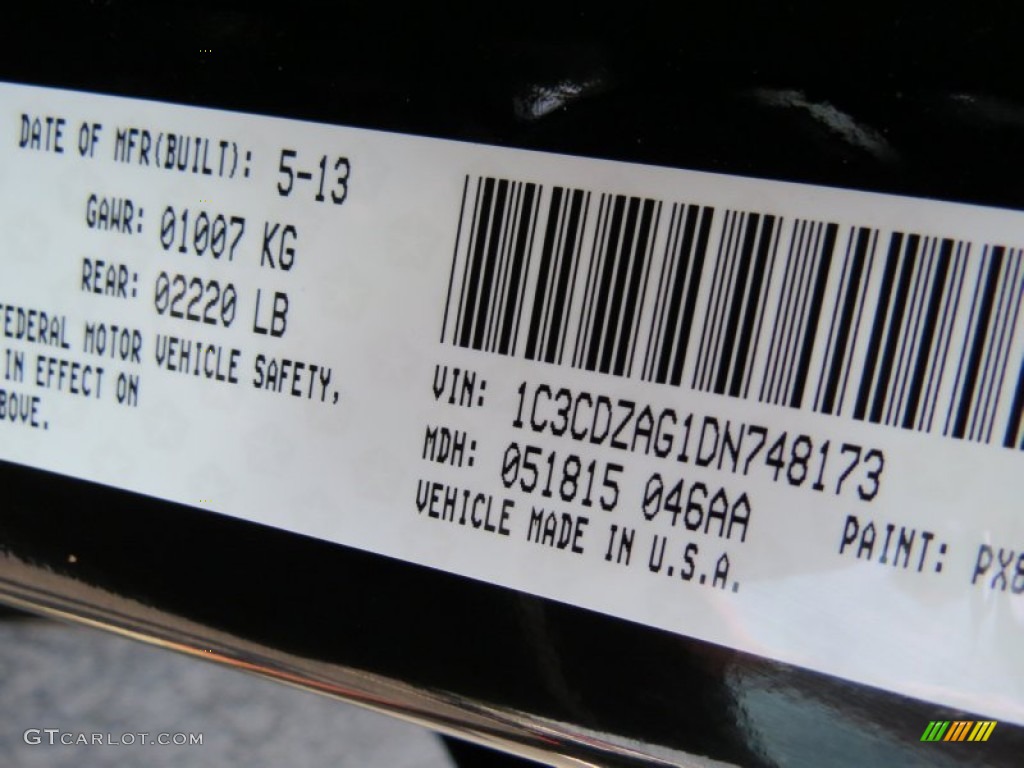 DATE OF MFR(BUILT): 5-13
GAWR: 01007 KG
REAR: 02220 LB
FEDERAL MOTOR VEHICLE SAFETY,
IN EFFECT ON
BOVE.
VIN: 1C3CDZAG1DN748173
MDH: 051815 046AA
VEHICLE MADE IN U.S.A.
PAINT: PX8
GTCARLOT.COM